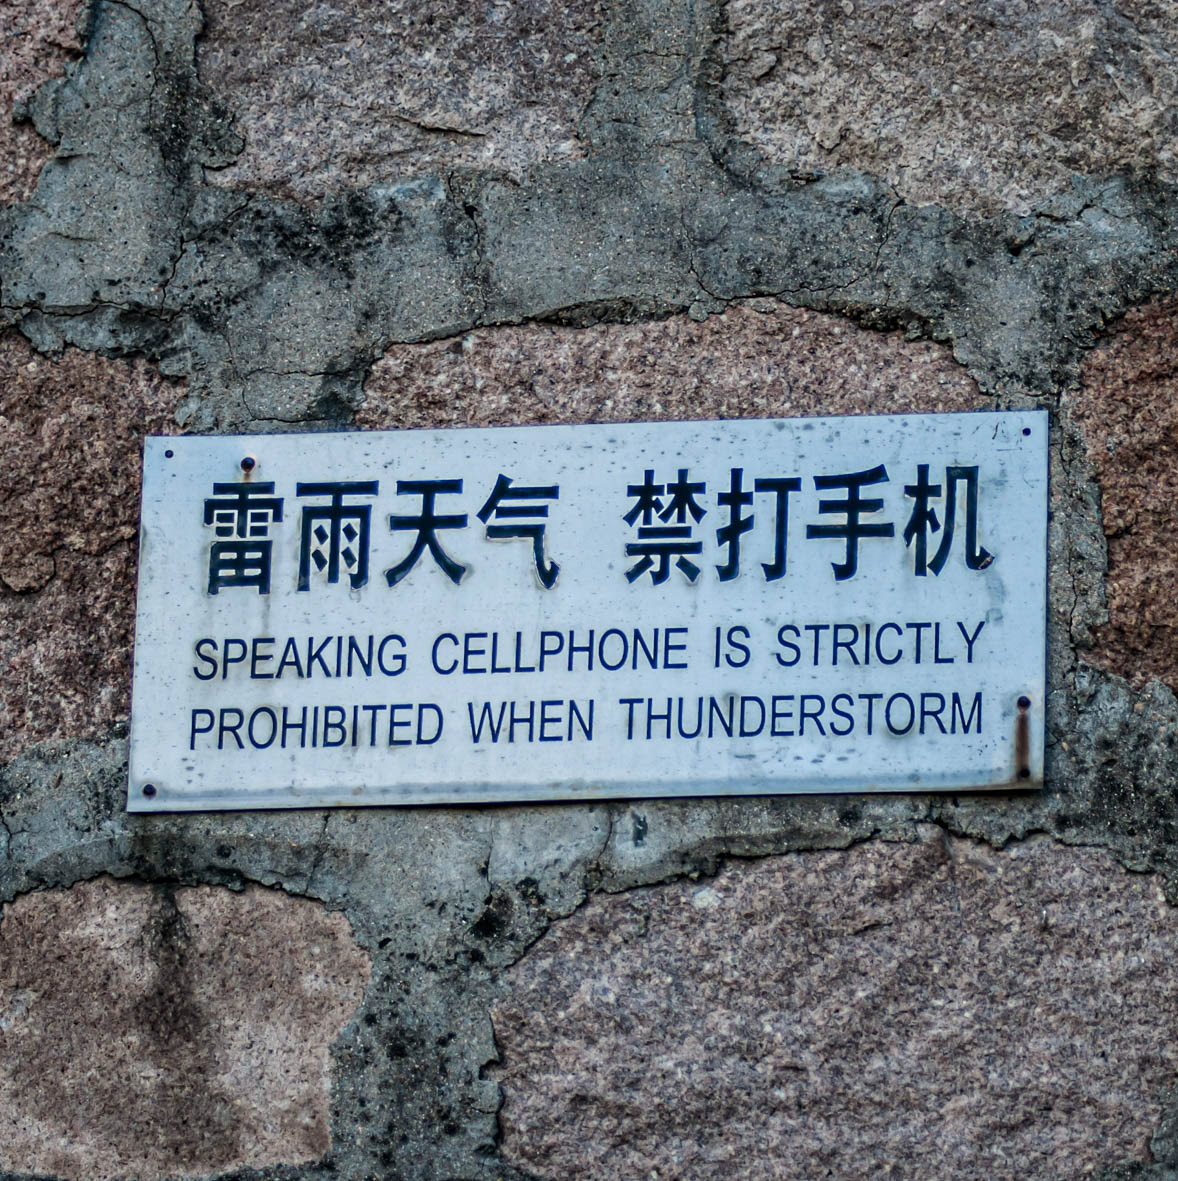 雷雨天气 禁打手机
SPEAKING CELLPHONE IS STRICTLY
PROHIBITED WHEN THUNDERSTORM